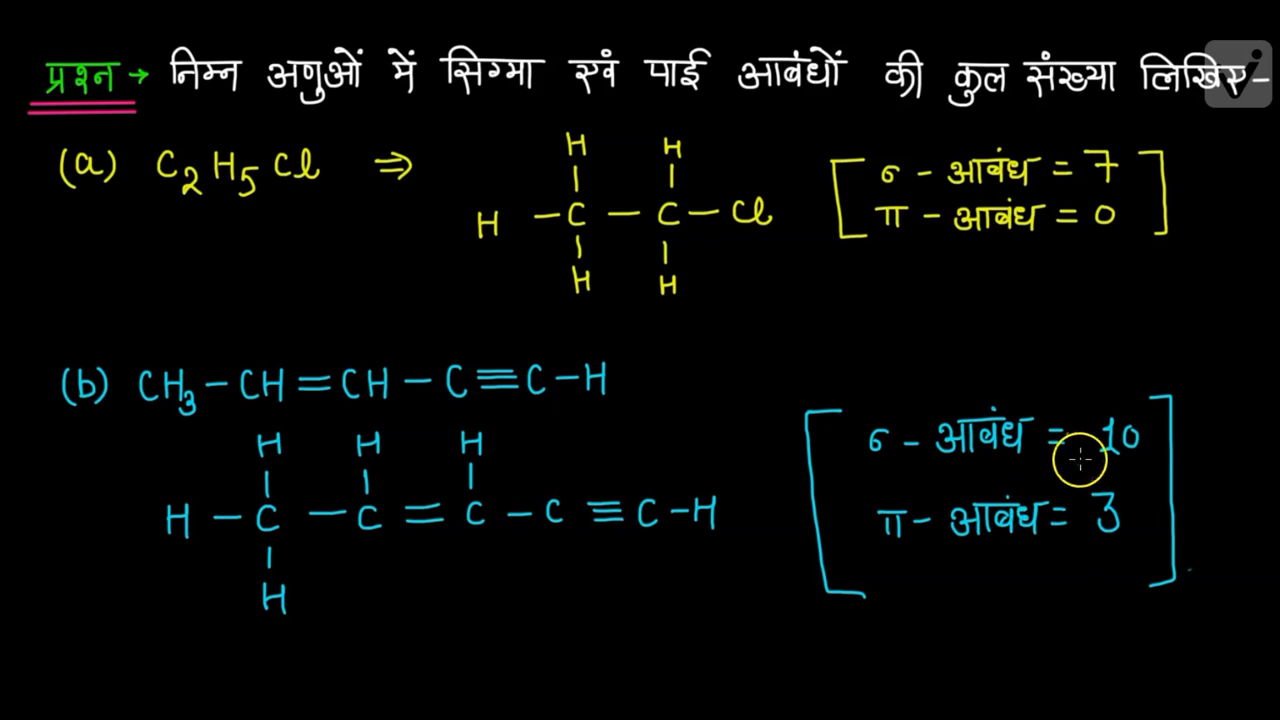 प्रश्न → निम्न अणुओं में सिग्मा एवं पाई आबंधों की कुल संख्या लिखिए-
(a) C₂H₅Cl ⇒
H H
H - C - C - Cl
H H
[ σ - आबंध = 7
π - आबंध = 0 ]
(b) CH₃ - CH = CH - C ≡ C - H
H H H
H - C - C = C - C ≡ C - H
H
[ σ - आबंध = 10
π - आबंध = 3 ]